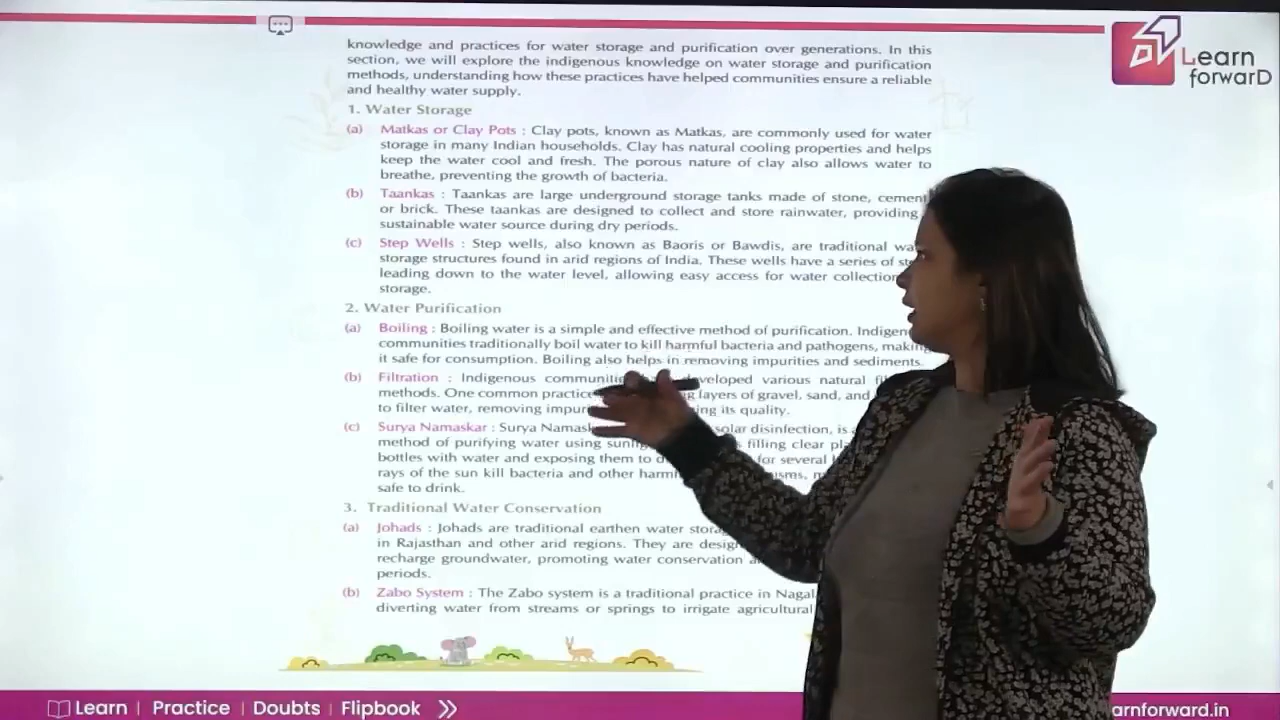 knowledge and practices for water storage and purification over generations. In this
section, we will explore the indigenous knowledge on water storage and purification
methods, understanding how these practices have helped communities ensure a reliable
and healthy water supply.
1. Water Storage
(a) Matkas or Clay Pots : Clay pots, known as Matkas, are commonly used for water
storage in many Indian households. Clay has natural cooling properties and helps
keep the water cool and fresh. The porous nature of clay also allows water to
breathe, preventing the growth of bacteria.
(b) Taankas : Taankas are large underground storage tanks made of stone, cement
or brick. These taankas are designed to collect and store rainwater, providing
sustainable water source during dry periods.
(c) Step Wells : Step wells, also known as Baoris or Bawdis, are traditional
storage structures found in arid regions of India. These wells have a series of
leading down to the water level, allowing easy access for water collection
storage.
2. Water Purification
(a) Boiling : Boiling water is a simple and effective method of purification.
communities traditionally boil water to kill harmful bacteria and pathogens,
it safe for consumption. Boiling also helps in removing impurities and sediments.
(b) Filtration : Indigenous developed various natural
methods. One common practice layers of gravel, sand, and
to filter water, removing its quality.
(c) Surya Namaskar : Surya solar disinfection, is
method of purifying water using filling clear
bottles with water and exposing them to for several
rays of the sun kill bacteria and other
safe to drink.
3. Traditional Water Conservation
(a) Johads : Johads are traditional earthen water
in Rajasthan and other arid regions. They are
recharge groundwater, promoting water conservation
periods.
(b) Zabo System : The Zabo system is a traditional practice in
diverting water from streams or springs to irrigate agricultural
Learn
forwarD
Learn | Practice | Doubts | Flipbook
arnforward.in